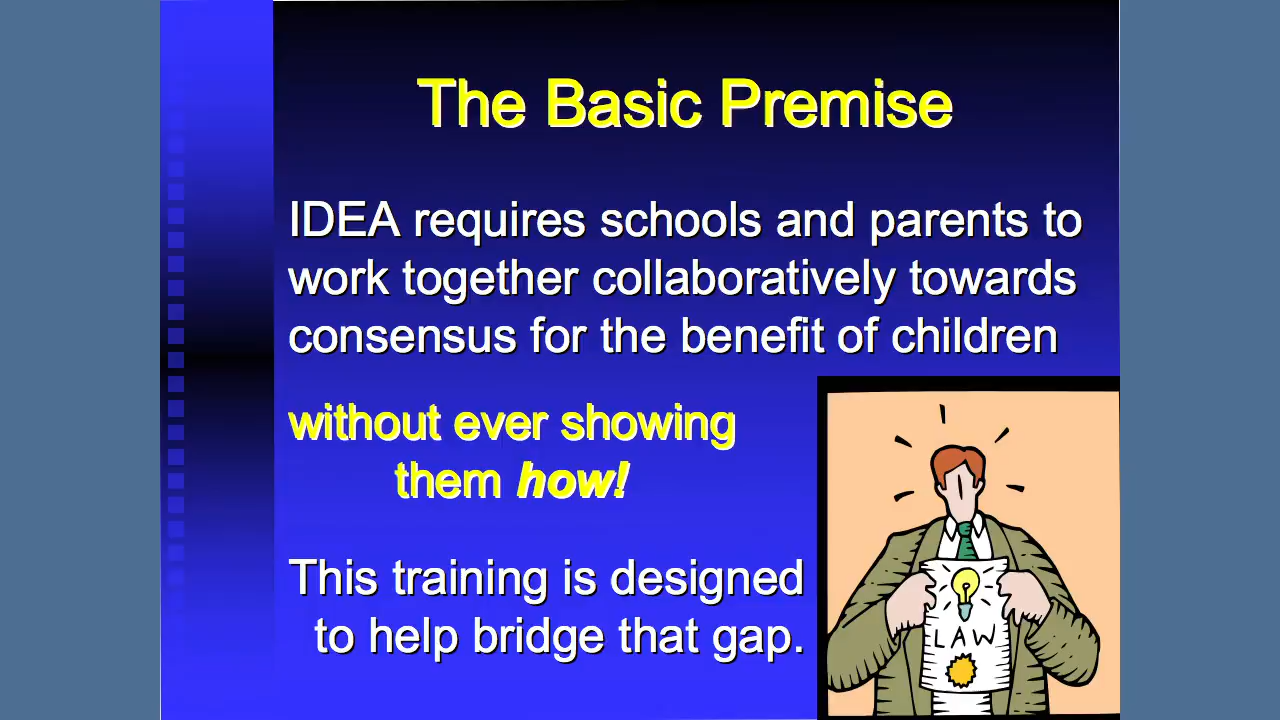 The Basic Premise
IDEA requires schools and parents to
work together collaboratively towards
consensus for the benefit of children
without ever showing
them how!
This training is designed
to help bridge that gap.
LAW